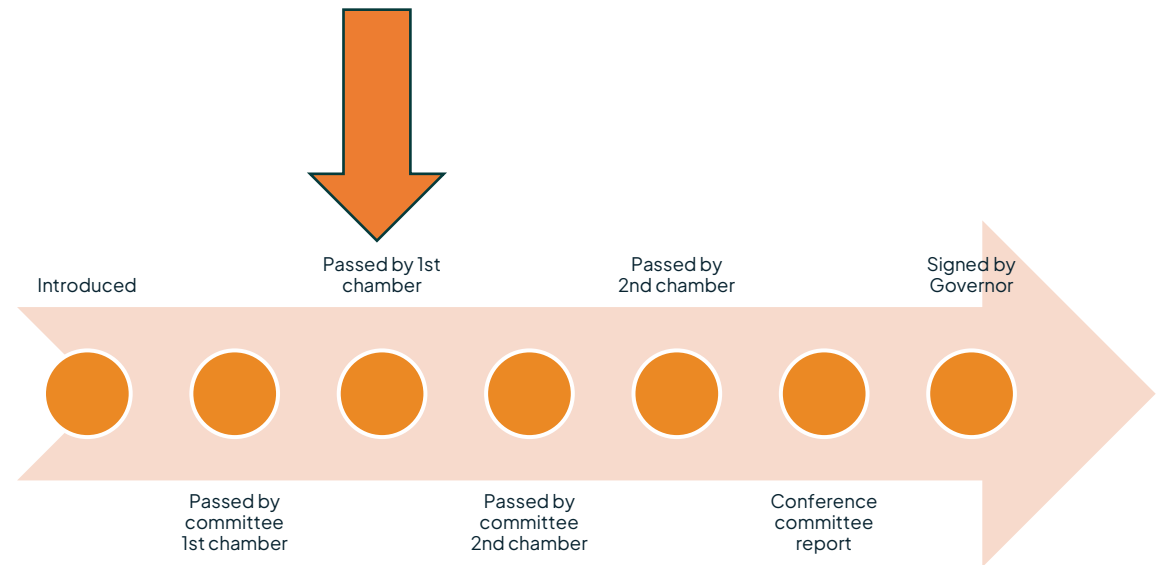 Introduced
Passed by committee
1st chamber
Passed by 1st
chamber
Passed by
committee
2nd chamber
Passed by
2nd chamber
Conference
committee
report
Signed by
Governor